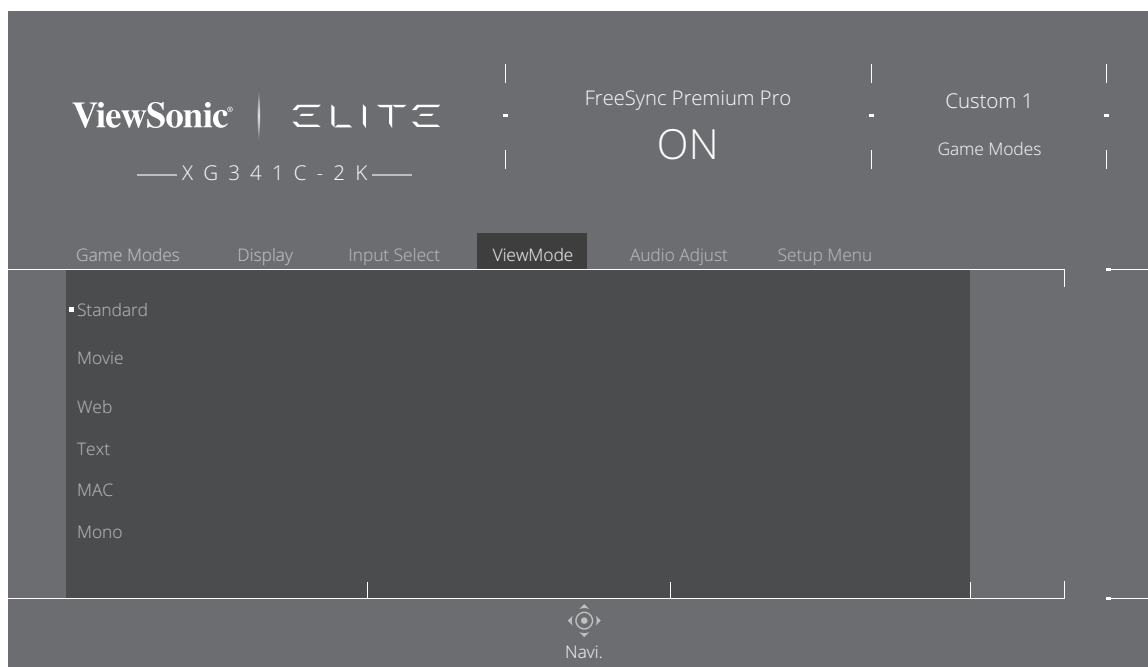 ViewSonic® ELITE
XG341C-2K
FreeSync Premium Pro
ON
Custom 1
Game Modes
Game Modes Display Input Select ViewMode Audio Adjust Setup Menu
Standard
Movie
Web
Text
MAC
Mono
Navi.